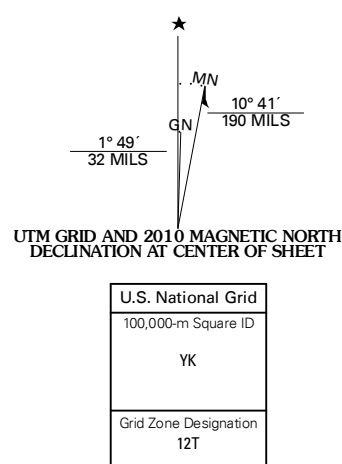 MN
GN
10° 41´
190 MILS
1° 49´
32 MILS
UTM GRID AND 2010 MAGNETIC NORTH
DECLINATION AT CENTER OF SHEET
U.S. National Grid
100,000-m Square ID
YK
Grid Zone Designation
12T